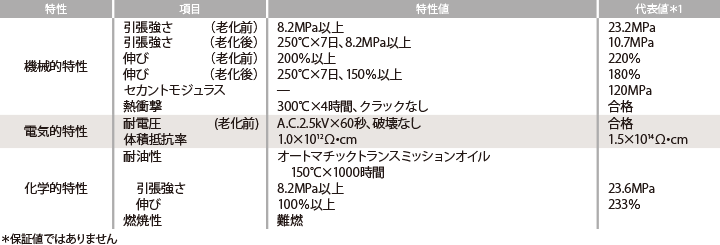 特性 項目 特性値 代表値＊1
機械的特性 引張強さ （老化前） 8.2MPa以上 23.2MPa
引張強さ （老化後） 250℃×7日、8.2MPa以上 10.7MPa
伸び （老化前） 200％以上 220％
伸び （老化後） 250℃×7日、150％以上 180％
セカントモジュラス ― 120MPa
熱衝撃 300℃×4時間、クラックなし 合格
電気的特性 耐電圧 （老化前） A.C.2.5kV×60秒、破壊なし 合格
体積抵抗率 1.0×10¹³Ω・cm 1.5×10¹⁴Ω・cm
化学的特性 耐油性 オートマチックトランスミッションオイル
150℃×1000時間
引張強さ 8.2MPa以上 23.6MPa
伸び 100％以上 233％
燃焼性 難燃
＊保証値ではありません